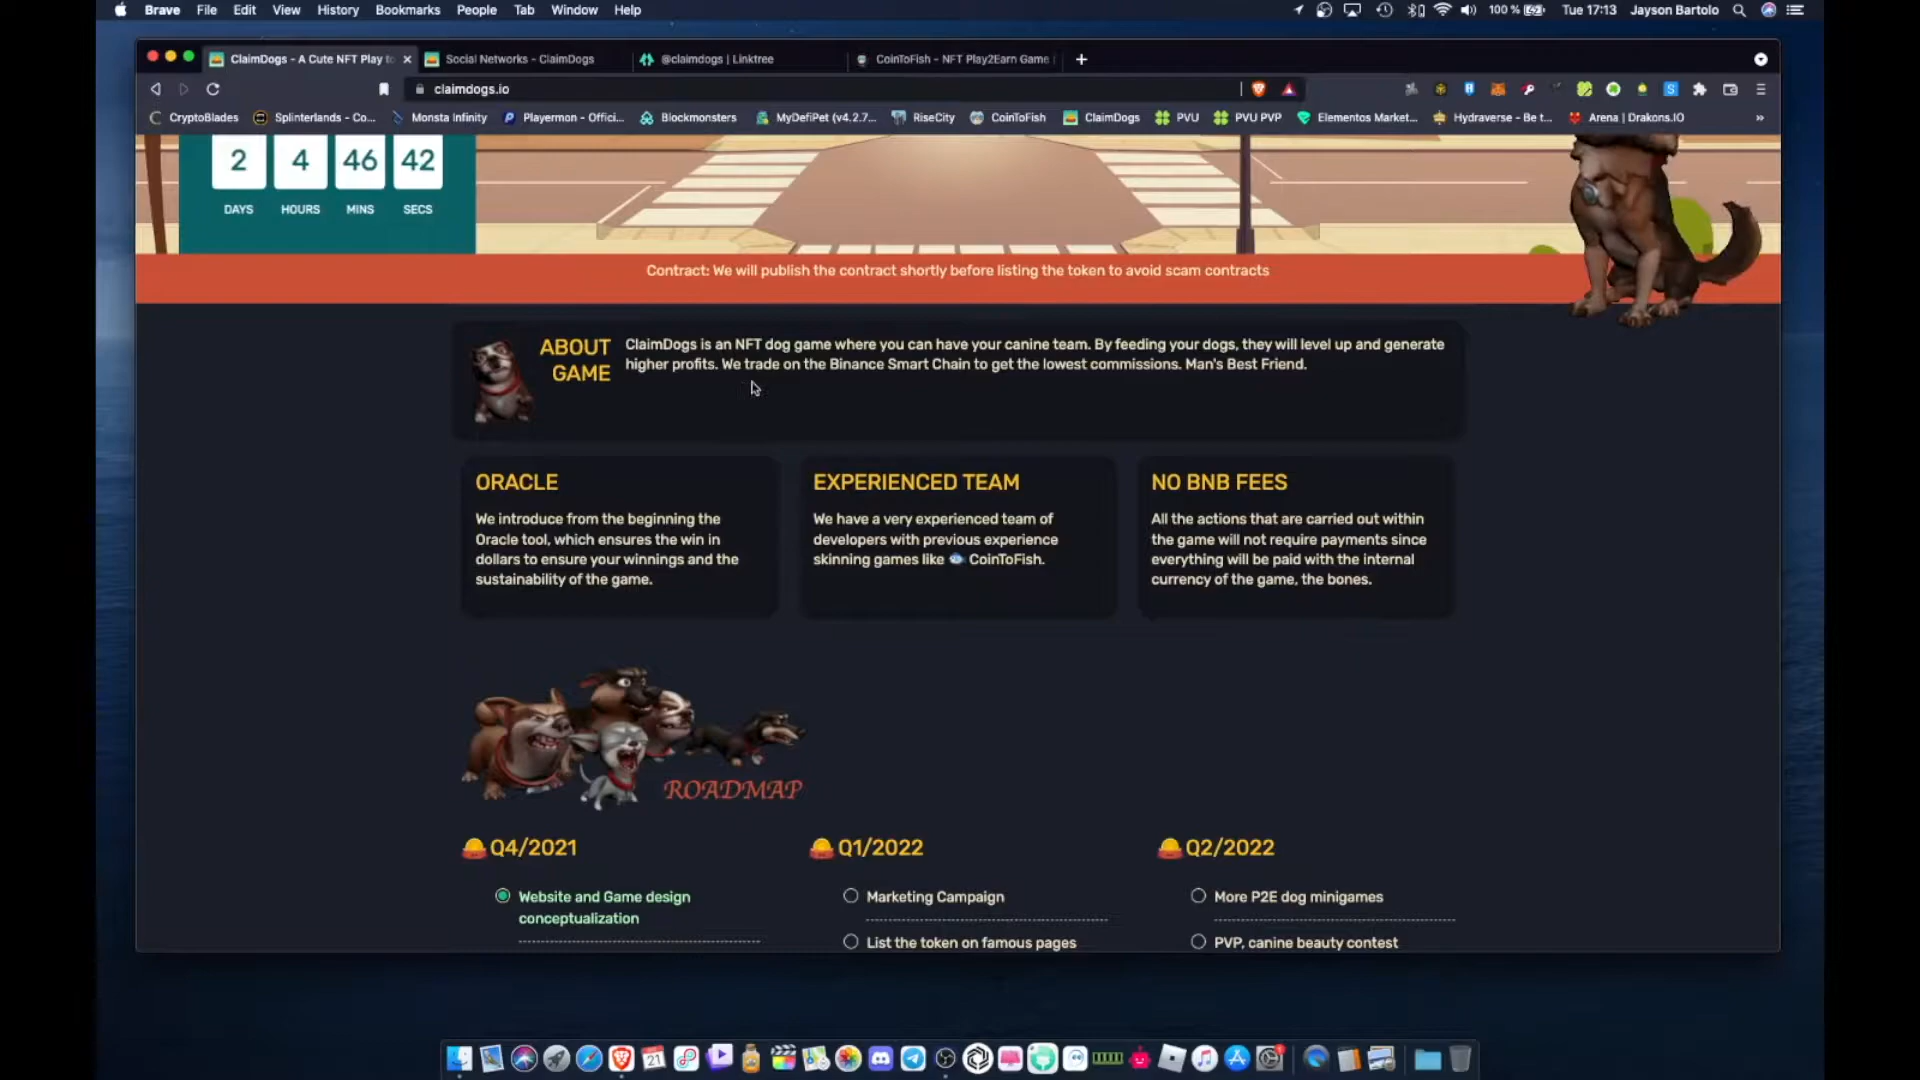 Brave File Edit View History Bookmarks People Tab Window Help 100 % Tue 17:13 Jayson Bartolo
ClaimDogs - A Cute NFT Play to Social Networks - ClaimDogs @claimdogs | Linktree CoinToFish - NFT Play2Earn Game
claimdogs.io
CryptoBlades Splinterlands - Co... Monsta Infinity Playermon - Offici... Blockmonsters MyDefiPet (v4.2.7... RiseCity CoinToFish ClaimDogs PVU PVU PVP Elementos Market... Hydraverse - Be t... Arena | Drakons.IO
2 4 46 42
DAYS HOURS MINS SECS
Contract: We will publish the contract shortly before listing the token to avoid scam contracts
ABOUT
GAME
ClaimDogs is an NFT dog game where you can have your canine team. By feeding your dogs, they will level up and generate
higher profits. We trade on the Binance Smart Chain to get the lowest commissions. Man's Best Friend.
ORACLE
We introduce from the beginning the
Oracle tool, which ensures the win in
dollars to ensure your winnings and the
sustainability of the game.
EXPERIENCED TEAM
We have a very experienced team of
developers with previous experience
skinning games like CoinToFish.
NO BNB FEES
All the actions that are carried out within
the game will not require payments since
everything will be paid with the internal
currency of the game, the bones.
ROADMAP
Q4/2021
Website and Game design
conceptualization
Q1/2022
Marketing Campaign
List the token on famous pages
Q2/2022
More P2E dog minigames
PVP, canine beauty contest
21